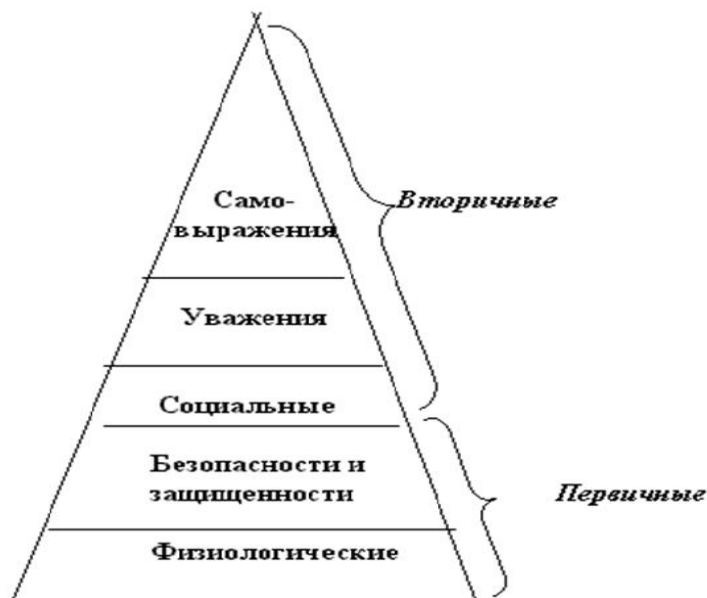 Само-
выражения
Вторичные
Уважения
Социальные
Безопасности и
защищенности
Первичные
Физиологические